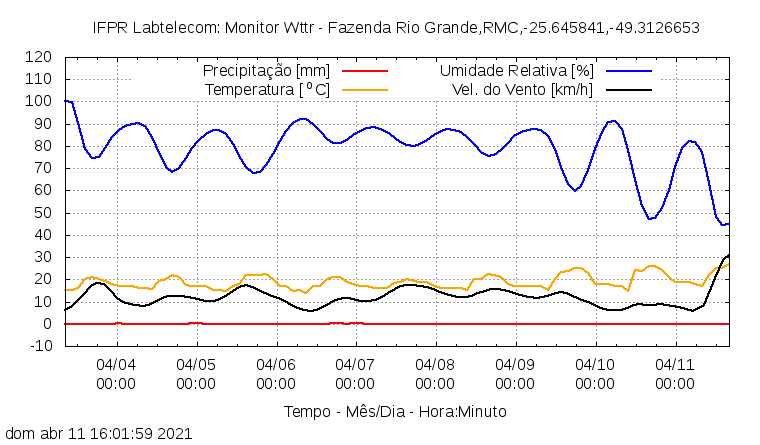 IFPR Labtelecom: Monitor Wttr - Fazenda Rio Grande,RMC,-25.645841,-49.3126653
120
110
100
90
80
70
60
50
40
30
20
10
0
-10
Precipitação [mm]
Temperatura [ºC]
Umidade Relativa [%]
Vel. do Vento [km/h]
04/04 04/05 04/06 04/07 04/08 04/09 04/10 04/11
00:00 00:00 00:00 00:00 00:00 00:00 00:00 00:00
Tempo - Mês/Dia - Hora:Minuto
dom abr 11 16:01:59 2021